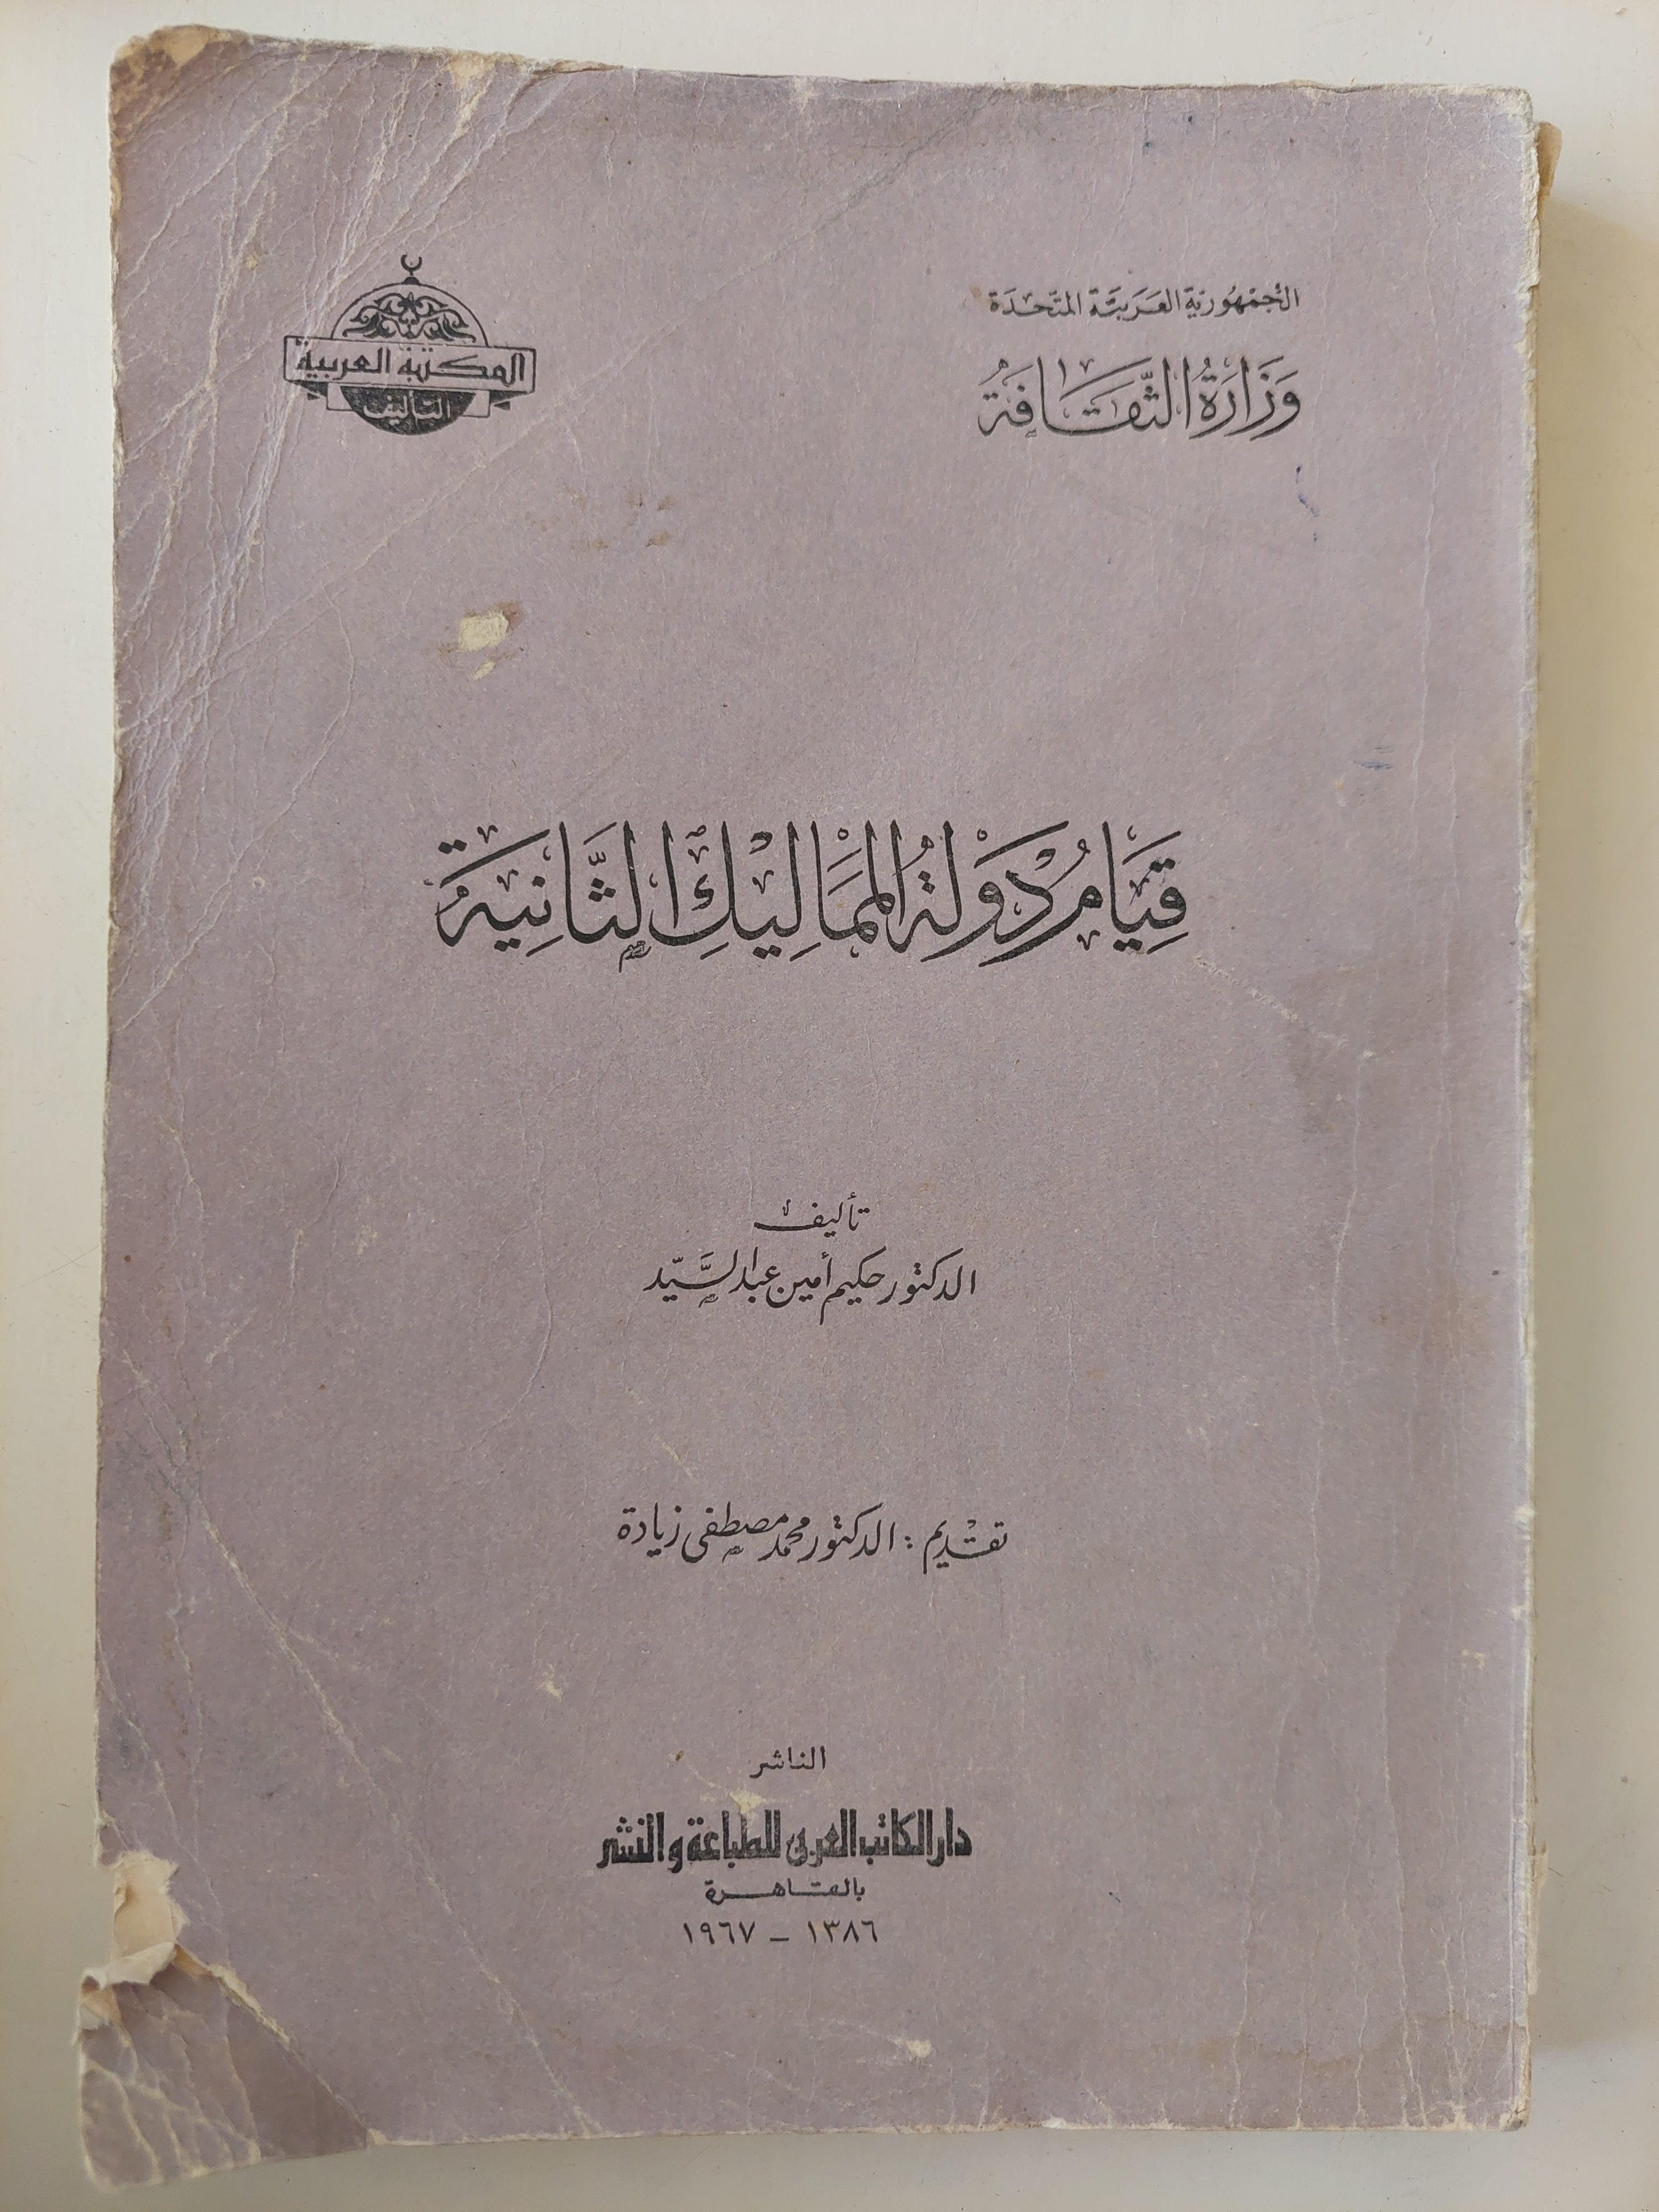 الجمهورية العربية المتحدة
وزارة الثقافة
المكتبة العربية
التأليف
قيام دولة المماليك الثانية
تأليف
الدكتور حكيم أمين عبد السيد
تقديم : الدكتور محمد مصطفى زيادة
الناشر
دار الكاتب العربى للطباعة والنشر
بالقاهرة
١٣٨٦ - ١٩٦٧